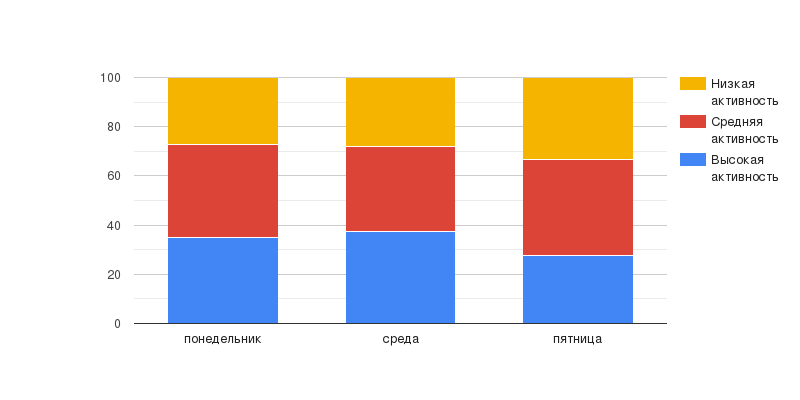 100
80
60
40
20
0
понедельник
среда
пятница
Низкая
активность
Средняя
активность
Высокая
активность